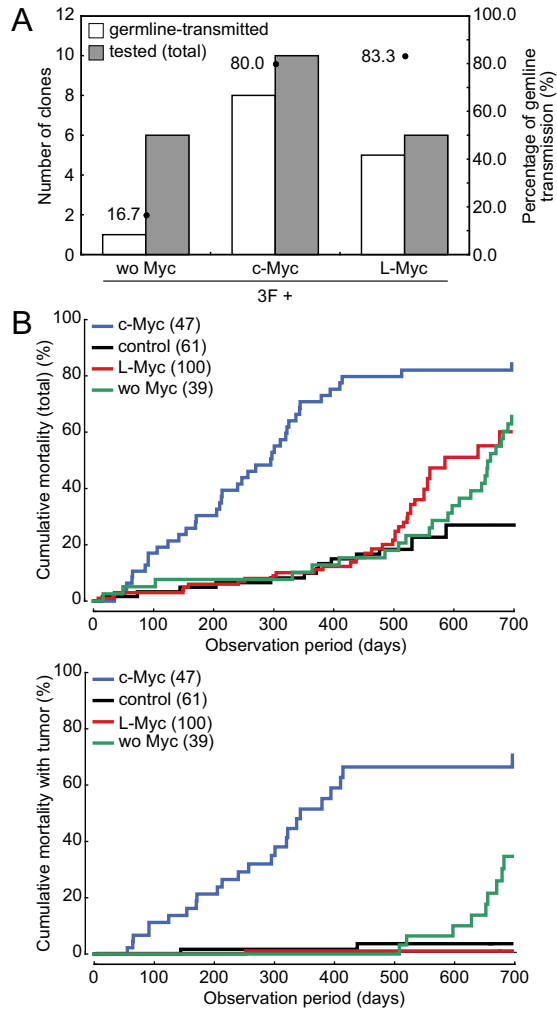 A
germline-transmitted
tested (total)
Number of clones
12
10
8
6
4
2
0
100.0
80.0
60.0
40.0
20.0
0.0
Percentage of gemline
transmission (%)
16.7
80.0
83.3
wo Myc c-Myc L-Myc
3F +
B
Cumulative mortality (total) (%)
100
80
60
40
20
0
c-Myc (47)
control (61)
L-Myc (100)
wo Myc (39)
0 100 200 300 400 500 600 700
Observation period (days)
Cumulative mortality with tumor (%)
100
80
60
40
20
0
c-Myc (47)
control (61)
L-Myc (100)
wo Myc (39)
0 100 200 300 400 500 600 700
Observation period (days)